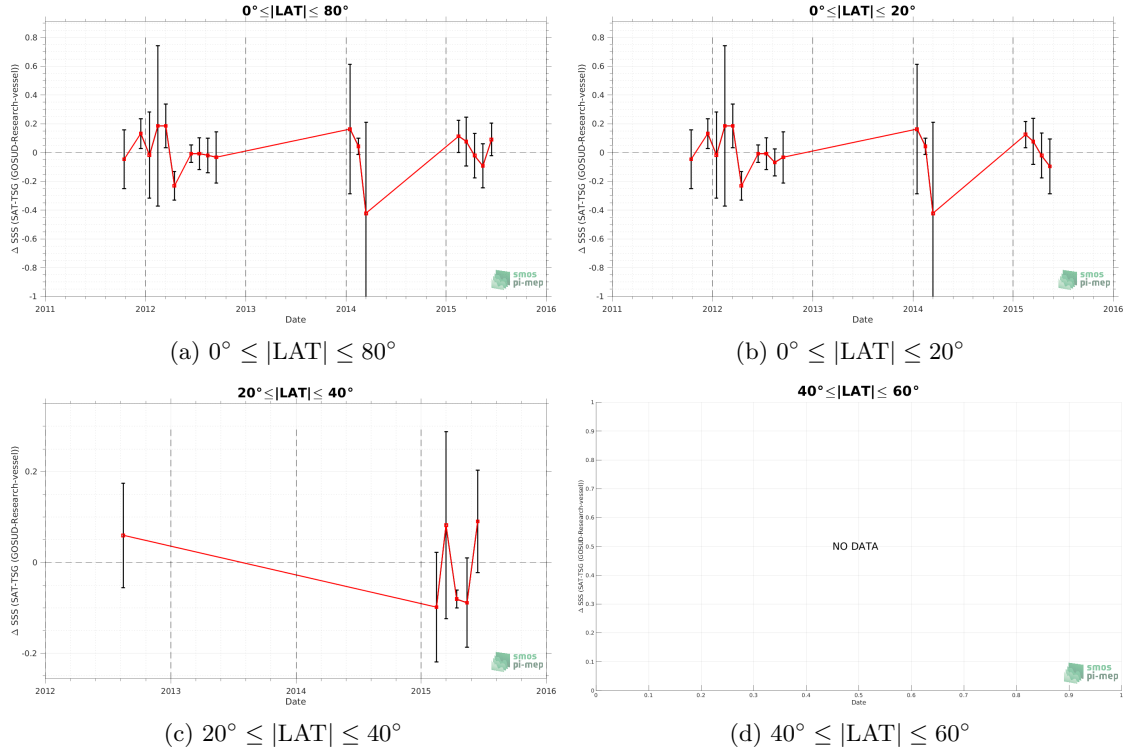 0°≤|LAT|≤ 80°
Δ SSS (SAT-TSG (GOSUD-Research-vessel))
0.8
0.6
0.4
0.2
0
-0.2
-0.4
-0.6
-0.8
-1
2011 2012 2013 2014 2015 2016
Date
smos
pi-mep
(a) 0° ≤ |LAT| ≤ 80°
0°≤|LAT|≤ 20°
Δ SSS (SAT-TSG (GOSUD-Research-vessel))
0.8
0.6
0.4
0.2
0
-0.2
-0.4
-0.6
-0.8
-1
2011 2012 2013 2014 2015 2016
Date
smos
pi-mep
(b) 0° ≤ |LAT| ≤ 20°
20°≤|LAT|≤ 40°
Δ SSS (SAT-TSG (GOSUD-Research-vessel))
0.2
0
-0.2
2012 2013 2014 2015 2016
Date
smos
pi-mep
(c) 20° ≤ |LAT| ≤ 40°
40°≤|LAT|≤ 60°
Δ SSS (SAT-TSG (GOSUD-Research-vessel))
1
0.9
0.8
0.7
0.6
0.5
0.4
0.3
0.2
0.1
0
NO DATA
0 0.1 0.2 0.3 0.4 0.5 0.6 0.7 0.8 0.9 1
Date
smos
pi-mep
(d) 40° ≤ |LAT| ≤ 60°